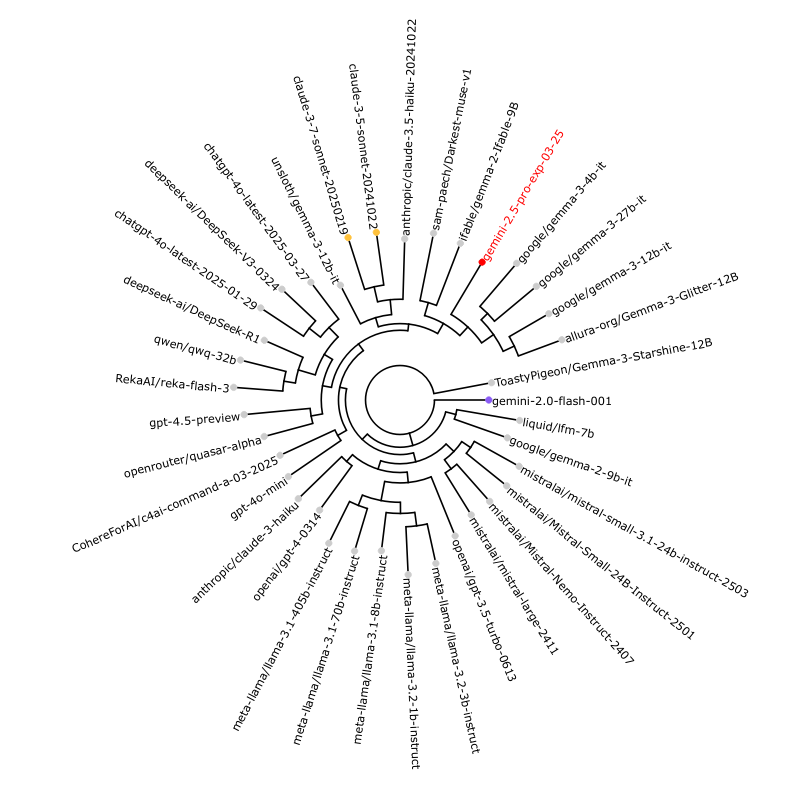 anthropic/claude-3.5-haiku-20241022
sam-paech/Darkest-muse-v1
ifable/gemma-2-Ifable-9B
gemini-2.5-pro-exp-03-25
google/gemma-3-4b-it
google/gemma-3-27b-it
google/gemma-3-12b-it
allura-org/Gemma-3-Glitter-12B
ToastyPigeon/Gemma-3-Starshine-12B
gemini-2.0-flash-001
liquid/lfm-7b
google/gemma-2-9b-it
mistralai/mistral-small-3.1-24b-instruct-2503
mistralai/Mistral-Small-24B-Instruct-2501
mistralai/Mistral-Nemo-Instruct-2407
mistralai/mistral-large-2411
openai/gpt-3.5-turbo-0613
meta-llama/llama-3.2-3b-instruct
meta-llama/llama-3.2-1b-instruct
meta-llama/llama-3.1-8b-instruct
meta-llama/llama-3.1-70b-instruct
meta-llama/llama-3.1-405b-instruct
openai/gpt-4-0314
anthropic/claude-3-haiku
gpt-4o-mini
CohereForAI/c4ai-command-a-03-2025
openrouter/quasar-alpha
gpt-4.5-preview
RekaAI/reka-flash-3
qwen/qwq-32b
deepseek-ai/DeepSeek-R1
chatgpt-4o-latest-2025-01-29
deepseek-ai/DeepSeek-V3-0324
chatgpt-4o-latest-2025-03-27
unsloth/gemma-3-12b-it
claude-3-7-sonnet-20250219
claude-3-5-sonnet-20241022